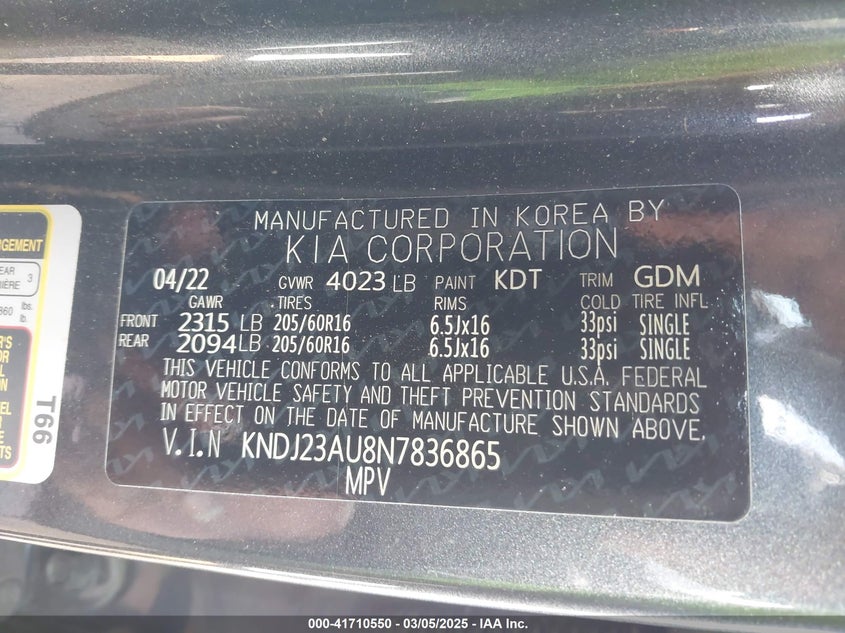 MANUFACTURED IN KOREA BY
KIA CORPORATION
04/22 GVWR 4023 LB PAINT KDT TRIM GDM
GAWR TIRES RIMS COLD TIRE INFL
FRONT 2315 LB 205/60R16 6.5Jx16 33psi SINGLE
REAR 2094 LB 205/60R16 6.5Jx16 33psi SINGLE
THIS VEHICLE CONFORMS TO ALL APPLICABLE U.S.A. FEDERAL
MOTOR VEHICLE SAFETY AND THEFT PREVENTION STANDARDS
IN EFFECT ON THE DATE OF MANUFACTURE SHOWN ABOVE.
V.I.N KNDJ23AU8N7836865
MPV
3
lbs.
T66
000-41710550 - 03/05/2025 - IAA Inc.